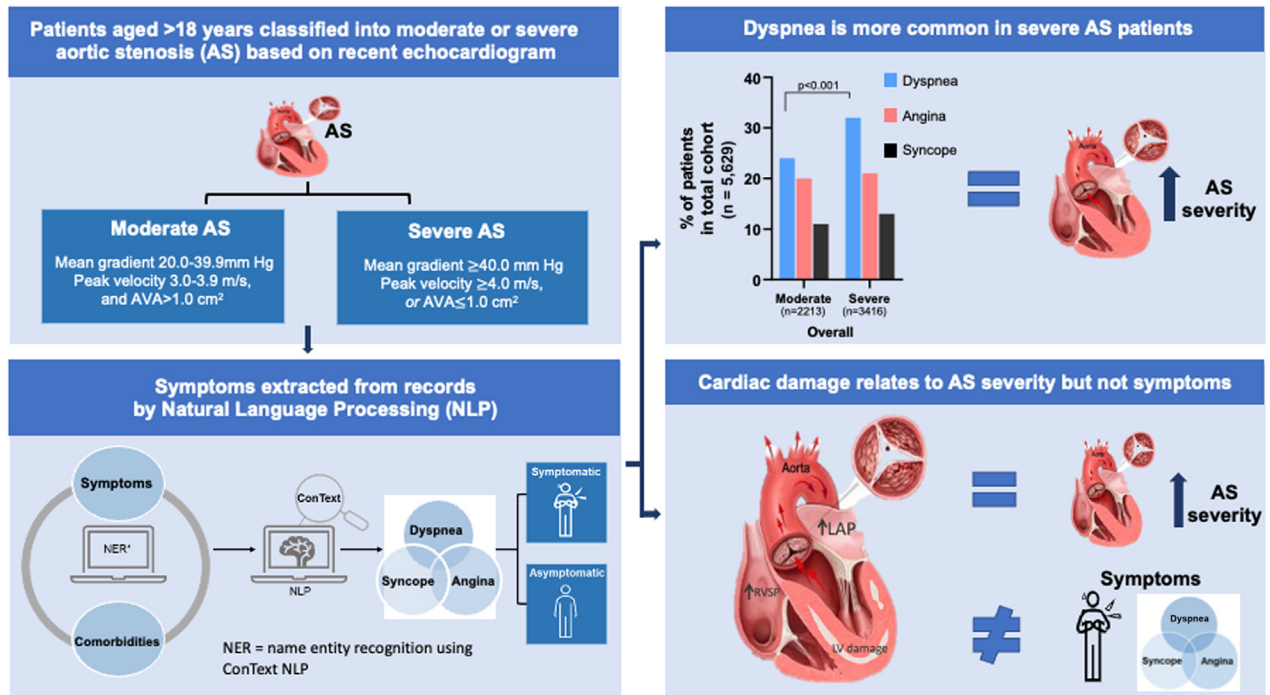 Patients aged >18 years classified into moderate or severe
aortic stenosis (AS) based on recent echocardiogram
Aorta
AS
Moderate AS
Mean gradient 20.0-39.9mm Hg
Peak velocity 3.0-3.9 m/s,
and AVA>1.0 cm²
Severe AS
Mean gradient ≥40.0 mm Hg
Peak velocity ≥4.0 m/s,
or AVA≤1.0 cm²
Symptoms extracted from records
by Natural Language Processing (NLP)
Symptoms
NER*
Comorbidities
ConText
NLP
Dyspnea
Syncope
Angina
Symptomatic
Asymptomatic
NER = name entity recognition using
ConText NLP
Dyspnea is more common in severe AS patients
% of patients
in total cohort
(n = 5,629)
40
30
20
10
0
p<0.001
Dyspnea
Angina
Syncope
Moderate
(n=2213)
Severe
(n=3416)
Overall
Aorta
AS
severity
Cardiac damage relates to AS severity but not symptoms
Aorta
↑LAP
↑RVSP
LV damage
Aorta
AS
severity
Symptoms
Dyspnea
Syncope
Angina